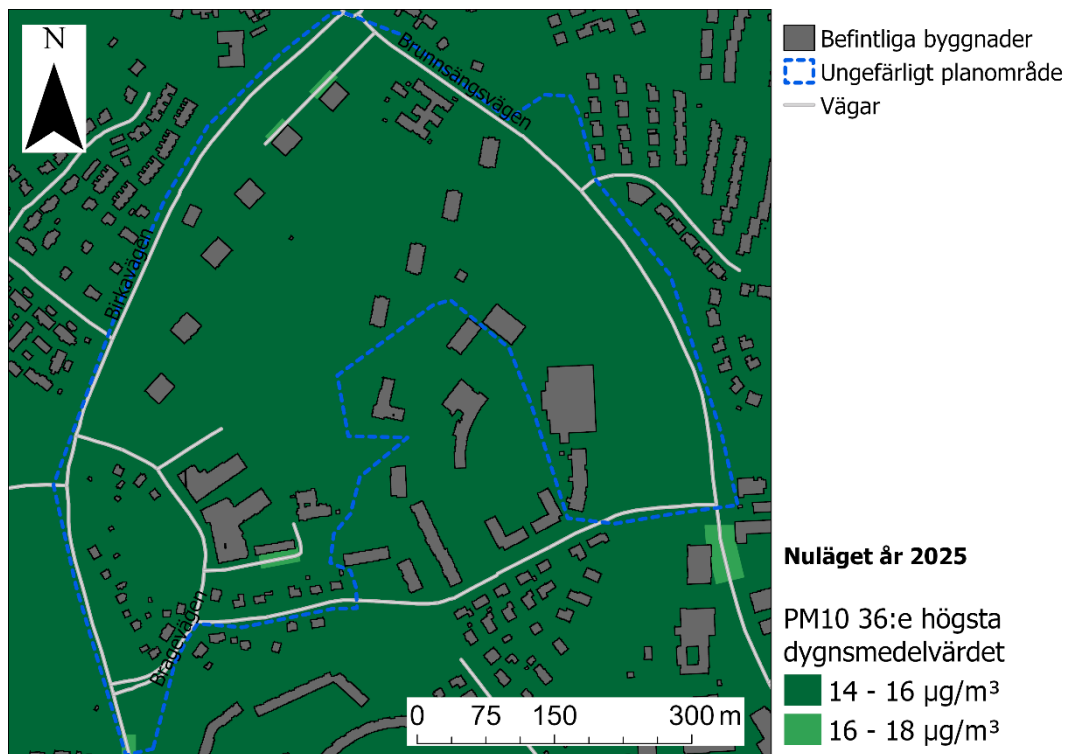 N
Brunnsängsvägen
Birkavägen
Bragevägen
0 75 150 300 m
Befintliga byggnader
Ungefärligt planområde
Vägar
Nuläget år 2025
PM10 36:e högsta
dygnsmedelvärdet
14 - 16 µg/m³
16 - 18 µg/m³